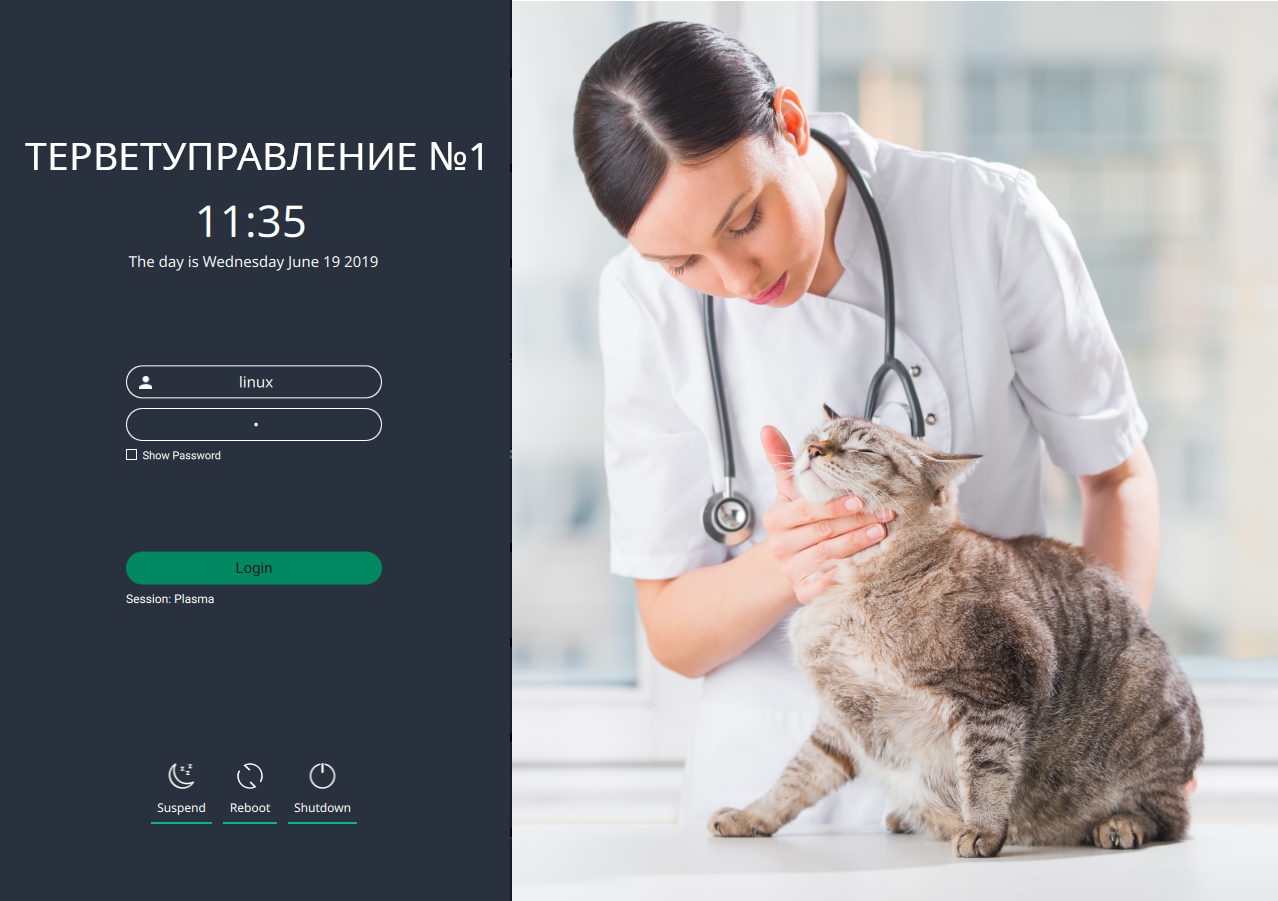 ТЕРВЕТУПРАВЛЕНИЕ №1
11:35
The day is Wednesday June 19 2019
linux
Show Password
Login
Session: Plasma
Suspend Reboot Shutdown